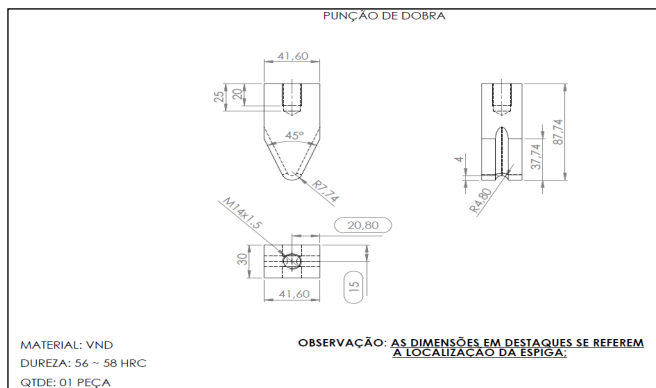 PUNÇÃO DE DOBRA
41,60
25
20
45°
R7,74
4
R4,80
37,74
87,74
M14x1.5
20,80
30
15
41,60
MATERIAL: VND
DUREZA: 56 ~ 58 HRC
QTDE: 01 PEÇA
OBSERVAÇÃO: AS DIMENSÕES EM DESTAQUES SE REFEREM
A LOCALIZAÇÃO DA ESPIGA;